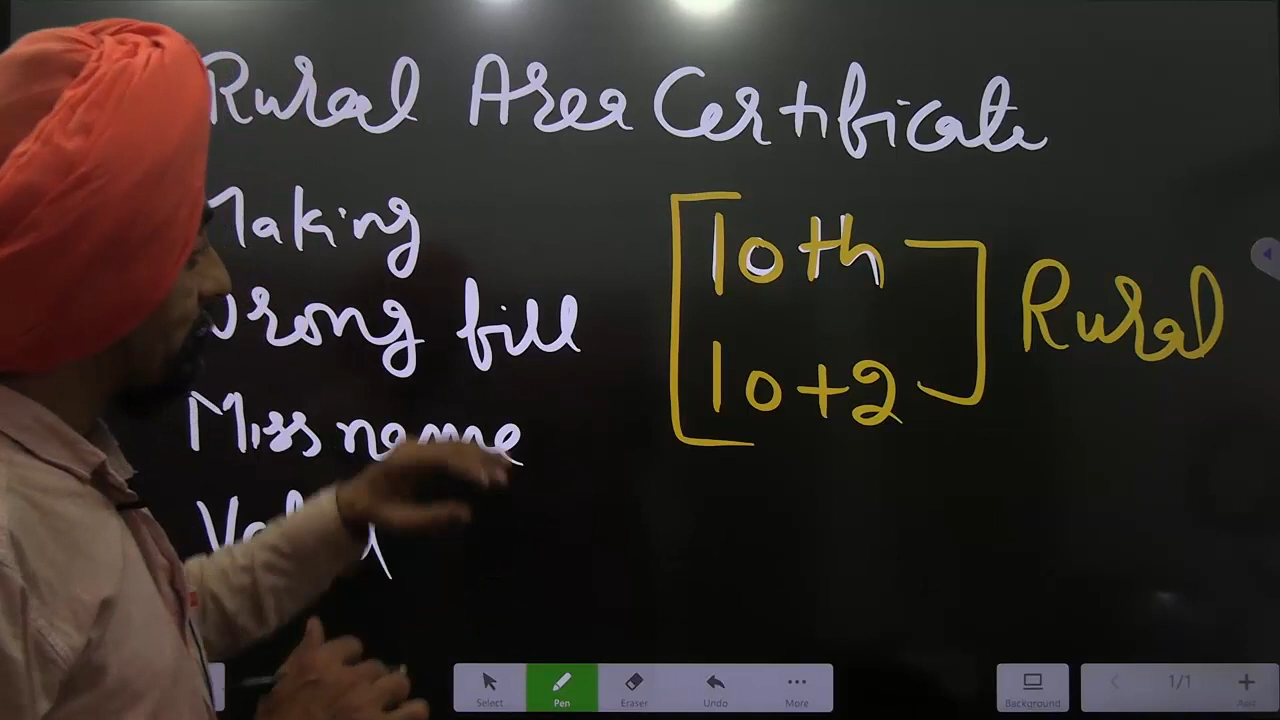 Rural Area Certificate
Making
Wrong fill
Miss name
10th
10+2
Rural
Select
Pen
Eraser
Undo
More
Background
1/1
Add